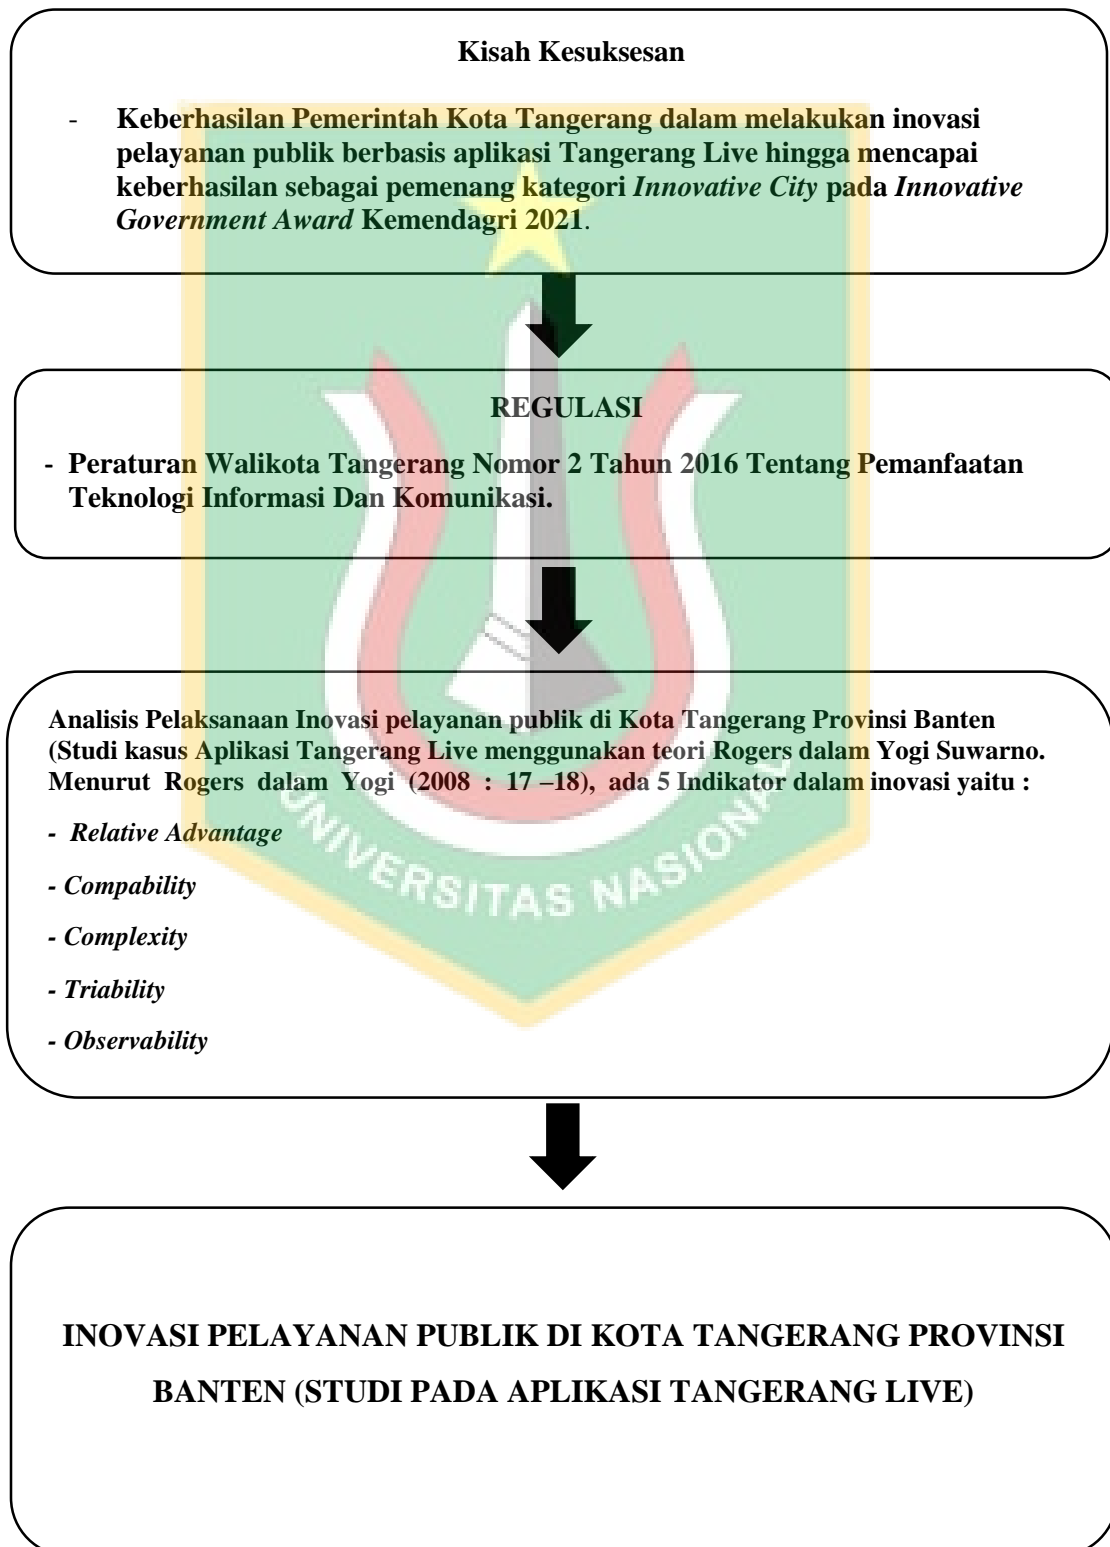 Kisah Kesuksesan
- Keberhasilan Pemerintah Kota Tangerang dalam melakukan inovasi
pelayanan publik berbasis aplikasi Tangerang Live hingga mencapai
keberhasilan sebagai pemenang kategori Innovative City pada Innovative
Government Award Kemendagri 2021.
REGULASI
- Peraturan Walikota Tangerang Nomor 2 Tahun 2016 Tentang Pemanfaatan
Teknologi Informasi Dan Komunikasi.
Analisis Pelaksanaan Inovasi pelayanan publik di Kota Tangerang Provinsi Banten
(Studi kasus Aplikasi Tangerang Live menggunakan teori Rogers dalam Yogi Suwarno.
Menurut Rogers dalam Yogi (2008 : 17 –18), ada 5 Indikator dalam inovasi yaitu :
- Relative Advantage
- Compability
- Complexity
- Triability
- Observability
UNIVERSITAS NASIONAL
INOVASI PELAYANAN PUBLIK DI KOTA TANGERANG PROVINSI
BANTEN (STUDI PADA APLIKASI TANGERANG LIVE)